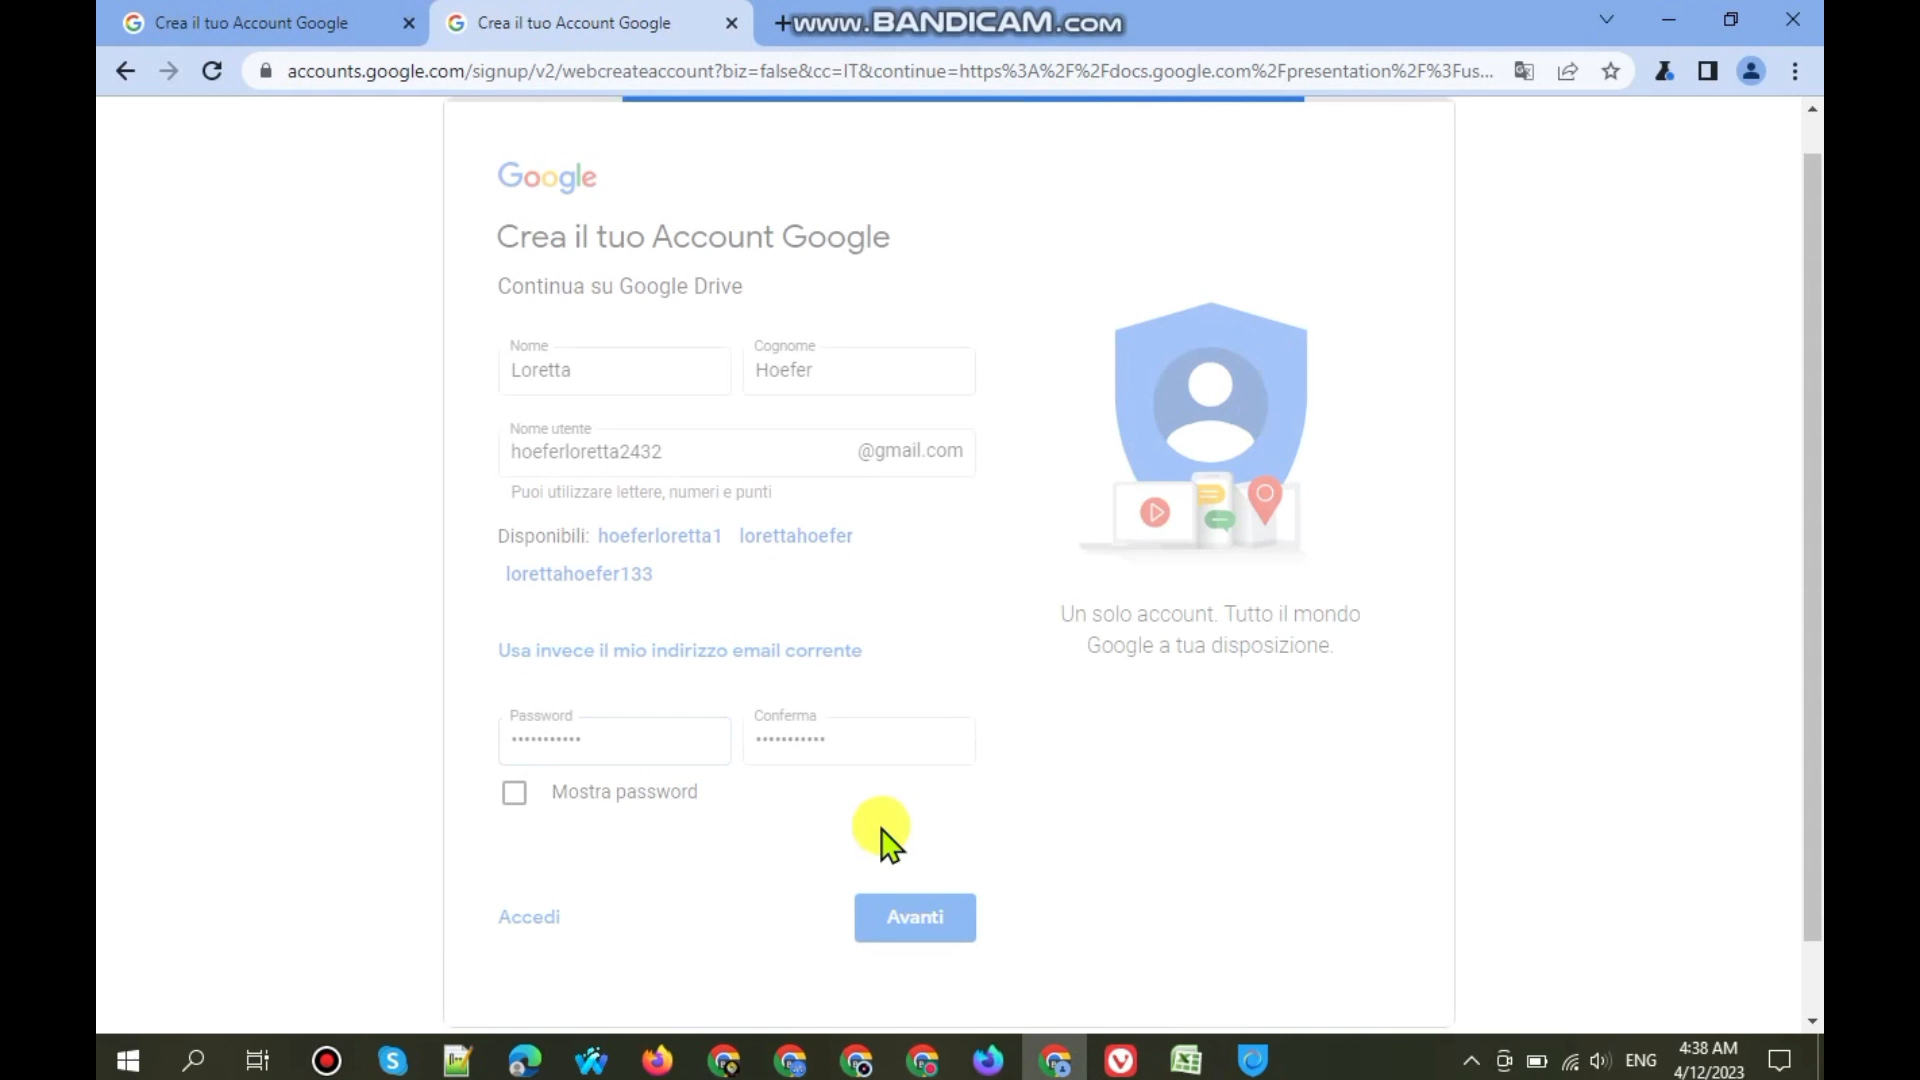 Crea il tuo Account Google
Crea il tuo Account Google
www.BANDICAM.com
accounts.google.com/signup/v2/webcreateaccount?biz=false&cc=IT&continue=https%3A%2F%2Fdocs.google.com%2Fpresentation%2F%3Fus...
Google
Crea il tuo Account Google
Continua su Google Drive
Nome
Cognome
Loretta
Hoefer
Nome utente
hoeferloretta2432
@gmail.com
Puoi utilizzare lettere, numeri e punti
Disponibili: hoeferloretta1 lorettahoefer
lorettahoefer133
Un solo account. Tutto il mondo
Google a tua disposizione.
Usa invece il mio indirizzo email corrente
Password
Conferma
•••••••••••
•••••••••••
Mostra password
Accedi
Avanti
ENG
4:38 AM
4/12/2023